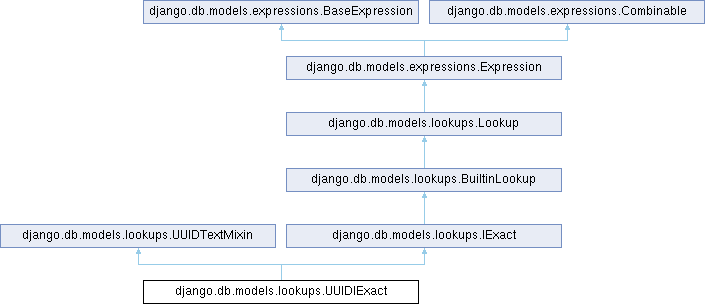 django.db.models.expressions.BaseExpression
django.db.models.expressions.Combinable
django.db.models.expressions.Expression
django.db.models.lookups.Lookup
django.db.models.lookups.BuiltinLookup
django.db.models.lookups.UUIDTextMixin
django.db.models.lookups.IExact
django.db.models.lookups.UUIDIExact